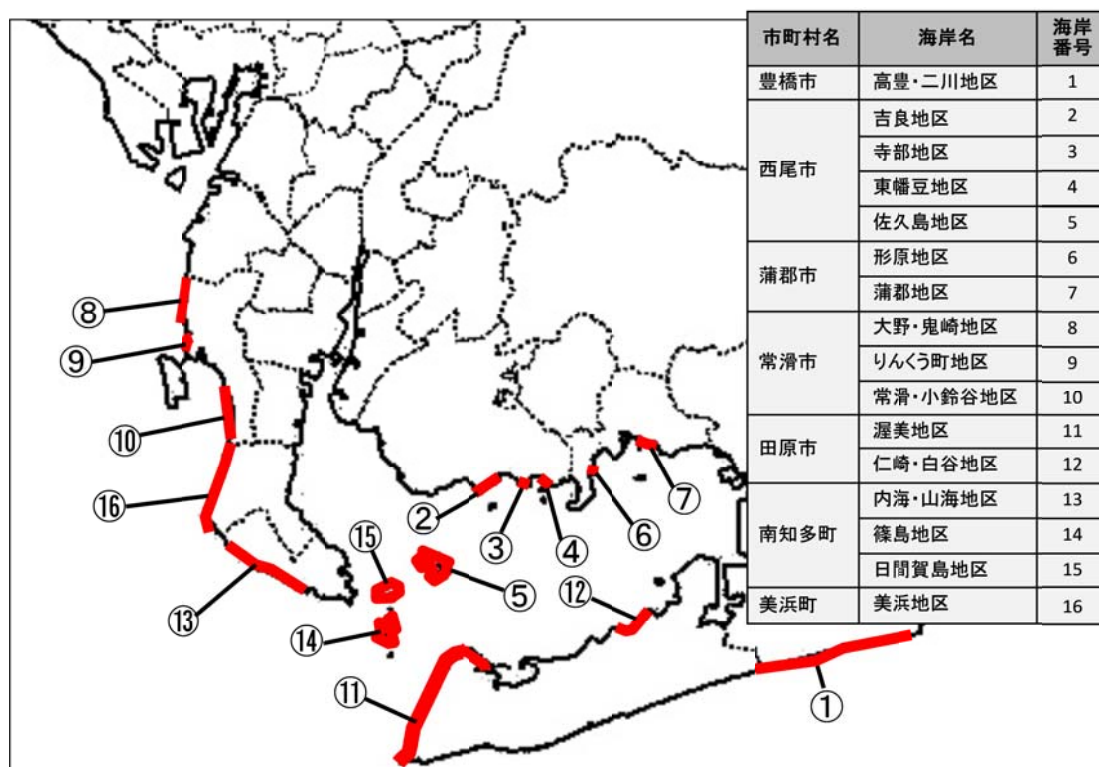 市町村名 海岸名 海岸番号
豊橋市 高豊・二川地区 1
西尾市 吉良地区 2
寺部地区 3
東幡豆地区 4
佐久島地区 5
蒲郡市 形原地区 6
蒲郡地区 7
常滑市 大野・鬼崎地区 8
りんくう町地区 9
常滑・小鈴谷地区 10
田原市 渥美地区 11
仁崎・白谷地区 12
南知多町 内海・山海地区 13
篠島地区 14
日間賀島地区 15
美浜町 美浜地区 16
⑧
⑨
⑩
⑯
⑬
⑮
⑭
⑪
⑤
②
③
④
⑥
⑦
⑫
①